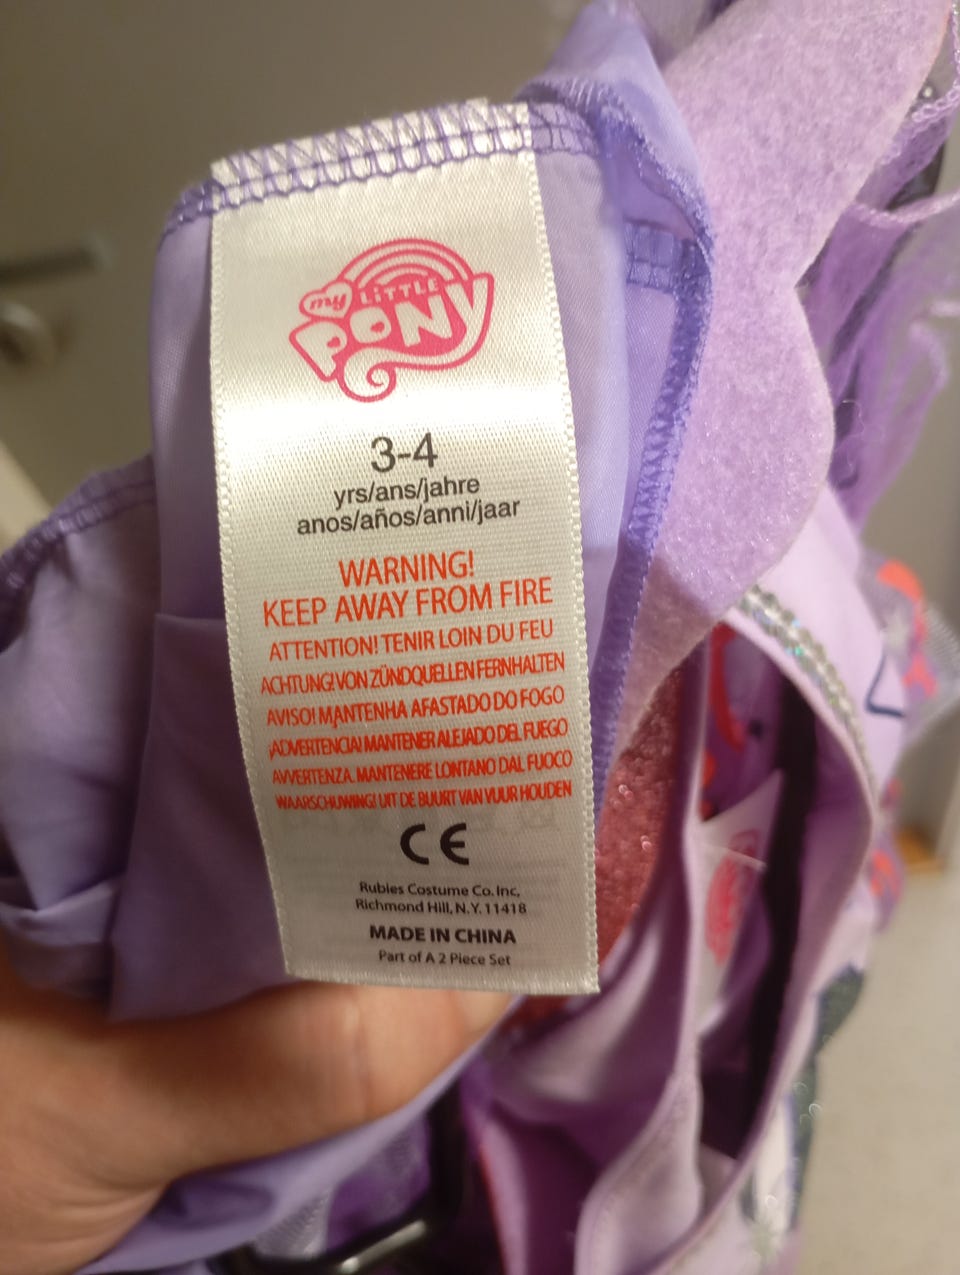 my LiTTLE
PONY
3-4
yrs/ans/jahre
anos/años/anni/jaar
WARNING!
KEEP AWAY FROM FIRE
ATTENTION! TENIR LOIN DU FEU
ACHTUNG! VON ZÜNDQUELLEN FERNHALTEN
AVISO! MANTENHA AFASTADO DO FOGO
¡ADVERTENCIA! MANTENER ALEJADO DEL FUEGO
AVVERTENZA. MANTENERE LONTANO DAL FUOCO
WAARSCHUWING! UIT DE BUURT VAN VUUR HOUDEN
CE
Rubies Costume Co. Inc,
Richmond Hill, N.Y. 11418
MADE IN CHINA
Part of A 2 Piece Set